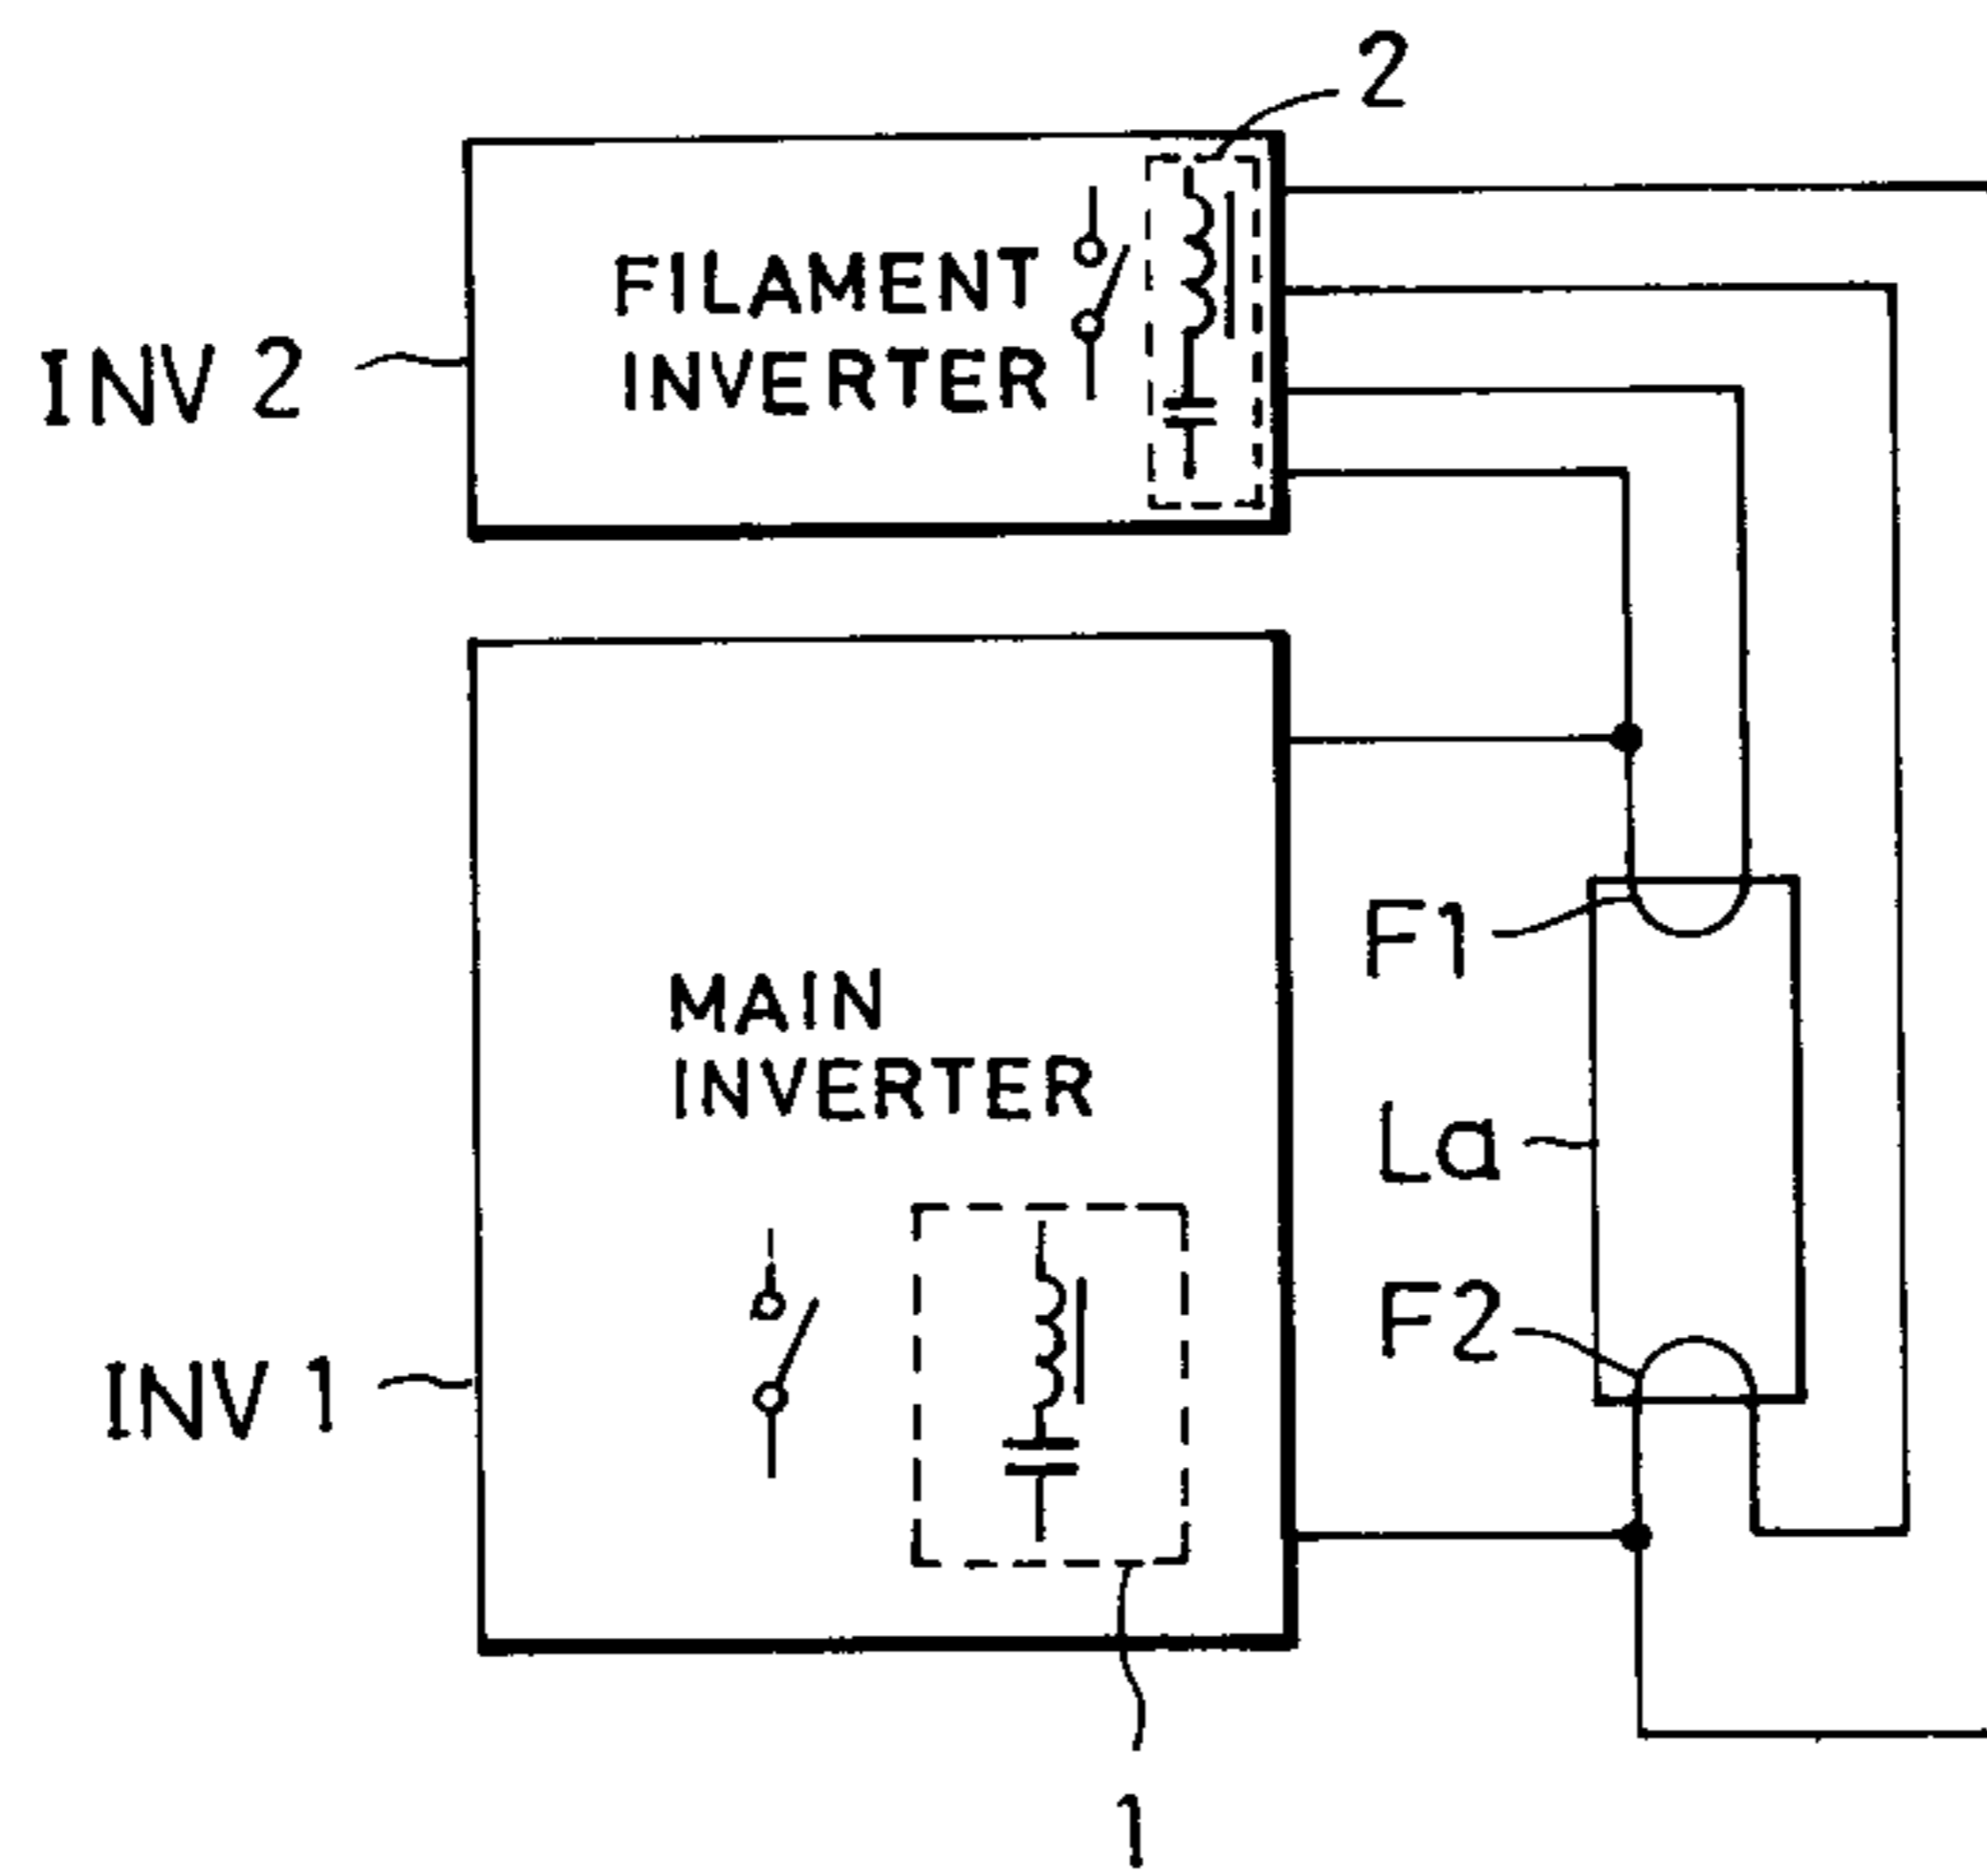 2
FILAMENT
INVERTER
INV 2
F1
MAIN
INVERTER
La
F2
INV 1
1